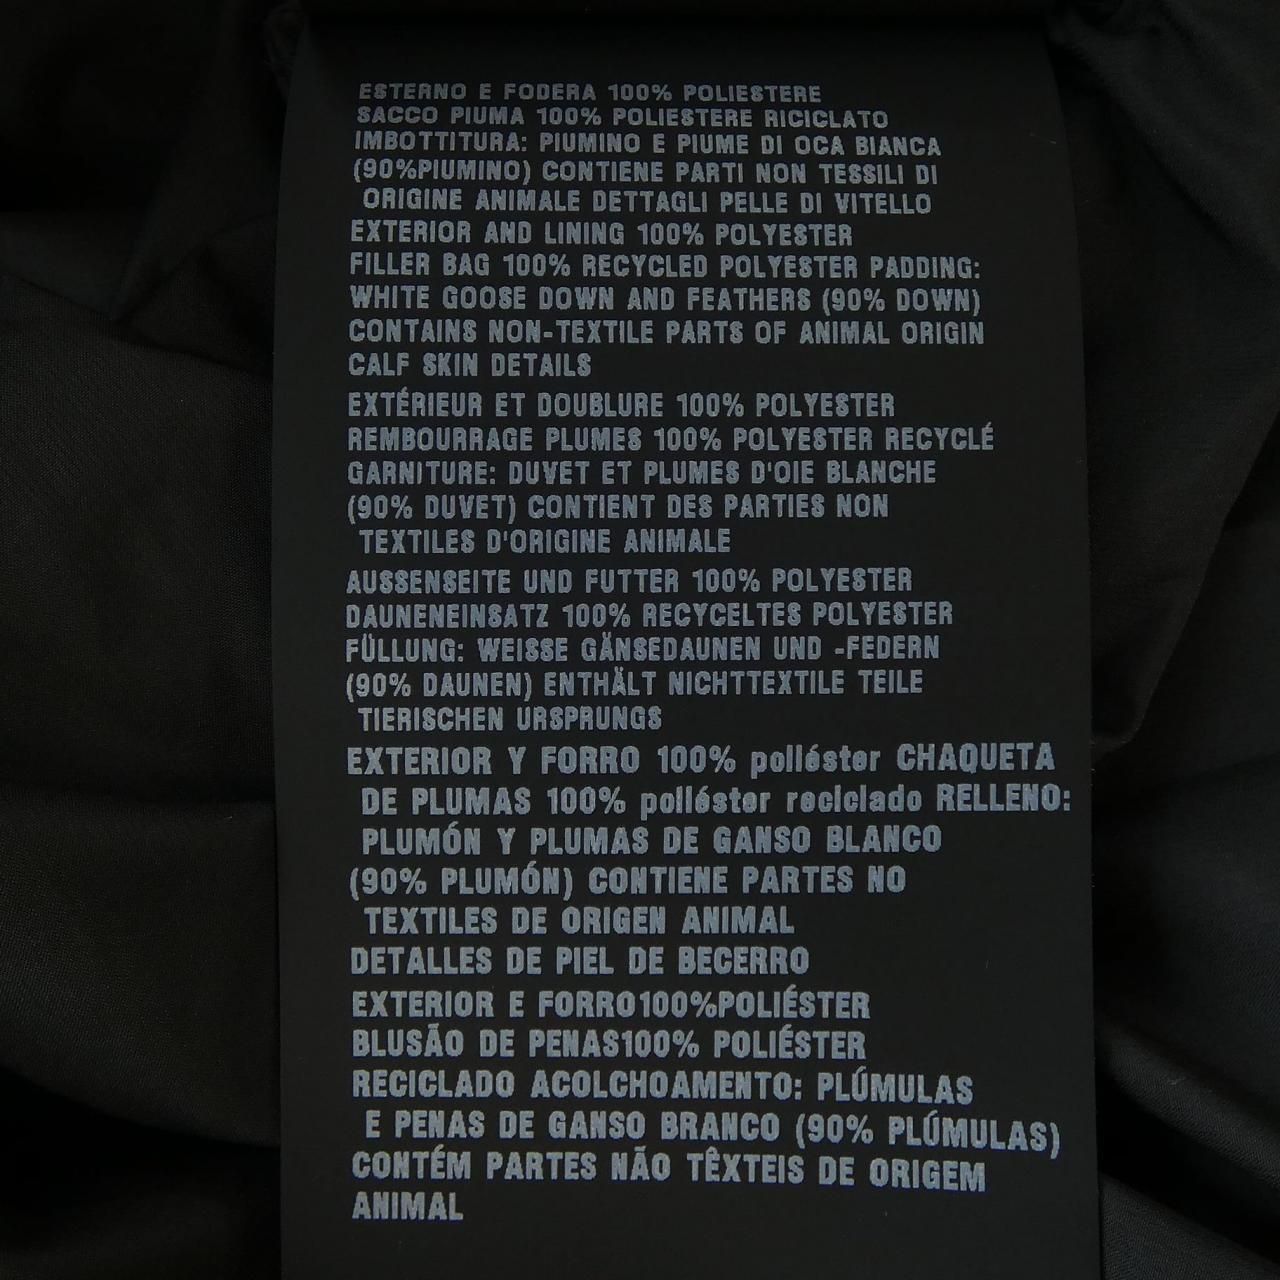 ESTERNO E FODERA 100% POLIESTERE
SACCO PIUMA 100% POLIESTERE RICICLATO
IMBOTTITURA: PIUMINO E PIUME DI OCA BIANCA
(90%PIUMINO) CONTIENE PARTI NON TESSILI DI
ORIGINE ANIMALE DETTAGLI PELLE DI VITELLO
EXTERIOR AND LINING 100% POLYESTER
FILLER BAG 100% RECYCLED POLYESTER PADDING:
WHITE GOOSE DOWN AND FEATHERS (90% DOWN)
CONTAINS NON-TEXTILE PARTS OF ANIMAL ORIGIN
CALF SKIN DETAILS
EXTÉRIEUR ET DOUBLURE 100% POLYESTER
REMBOURRAGE PLUMES 100% POLYESTER RECYCLÉ
GARNITURE: DUVET ET PLUMES D'OIE BLANCHE
(90% DUVET) CONTIENT DES PARTIES NON
TEXTILES D'ORIGINE ANIMALE
AUSSENSEITE UND FUTTER 100% POLYESTER
DAUNENEINSATZ 100% RECYCELTES POLYESTER
FÜLLUNG: WEISSE GÄNSEDAUNEN UND -FEDERN
(90% DAUNEN) ENTHÄLT NICHTTEXTILE TEILE
TIERISCHEN URSPRUNGS
EXTERIOR Y FORRO 100% poliéster CHAQUETA
DE PLUMAS 100% poliéster reciclado RELLENO:
PLUMÓN Y PLUMAS DE GANSO BLANCO
(90% PLUMÓN) CONTIENE PARTES NO
TEXTILES DE ORIGEN ANIMAL
DETALLES DE PIEL DE BECERRO
EXTERIOR E FORRO100%POLIÉSTER
BLUSÃO DE PENAS100% POLIÉSTER
RECICLADO ACOLCHOAMENTO: PLÚMULAS
E PENAS DE GANSO BRANCO (90% PLÚMULAS)
CONTÉM PARTES NÃO TÊXTEIS DE ORIGEM
ANIMAL